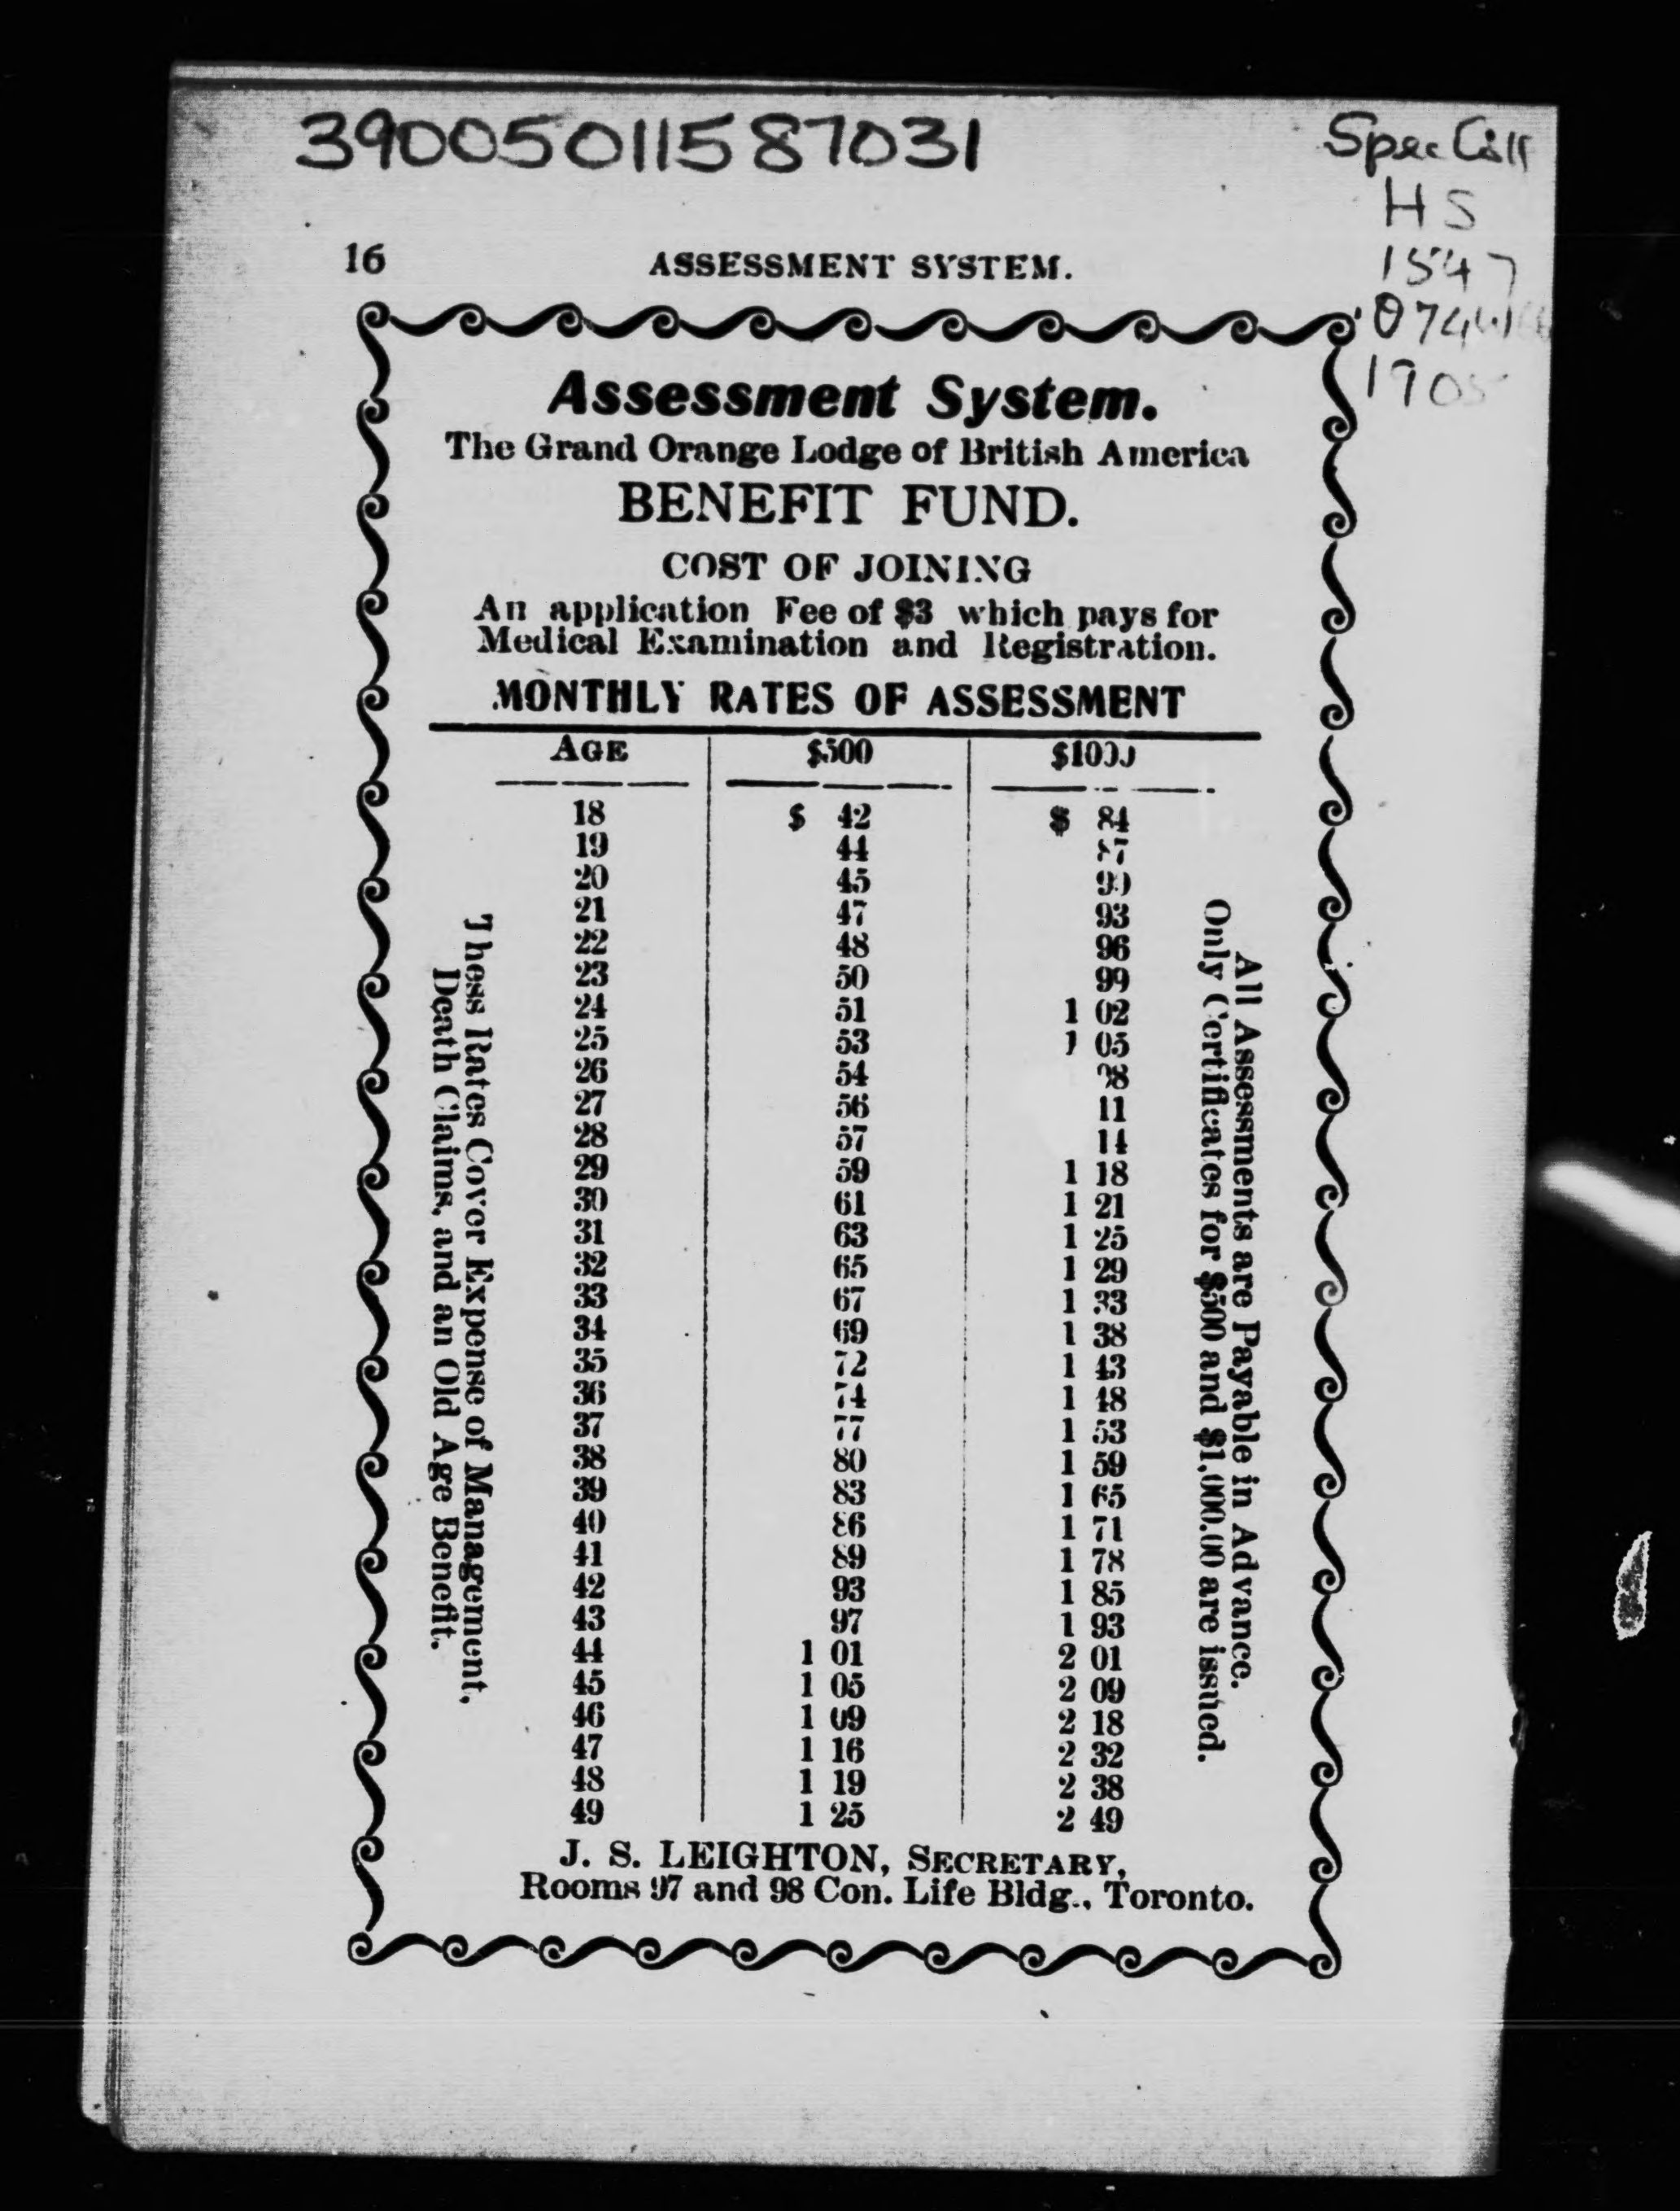 39005011587031
Spec Coll
HS
1547
1905
16 ASSESSMENT SYSTEM.
Assessment System.
The Grand Orange Lodge of British America
BENEFIT FUND.
COST OF JOINING
An application Fee of $3 which pays for
Medical Examination and Registration.
MONTHLY RATES OF ASSESSMENT
AGE $500 $1000
18 $ 42 $ 84
19 44 87
20 45 90
21 47 93
22 48 96
23 50 99
24 51 1 02
25 53 1 05
26 54 08
27 56 11
28 57 14
29 59 1 18
30 61 1 21
31 63 1 25
32 65 1 29
33 67 1 33
34 69 1 38
35 72 1 43
36 74 1 48
37 77 1 53
38 80 1 59
39 83 1 65
40 86 1 71
41 89 1 78
42 93 1 85
43 97 1 93
44 1 01 2 01
45 1 05 2 09
46 1 09 2 18
47 1 16 2 32
48 1 19 2 38
49 1 25 2 49
Thess Rates Cover Expense of Management,
Death Claims, and an Old Age Benefit.
All Assessments are Payable in Advance.
Only Certificates for $500 and $1,000.00 are issued.
J. S. LEIGHTON, SECRETARY,
Rooms 97 and 98 Con. Life Bldg., Toronto.